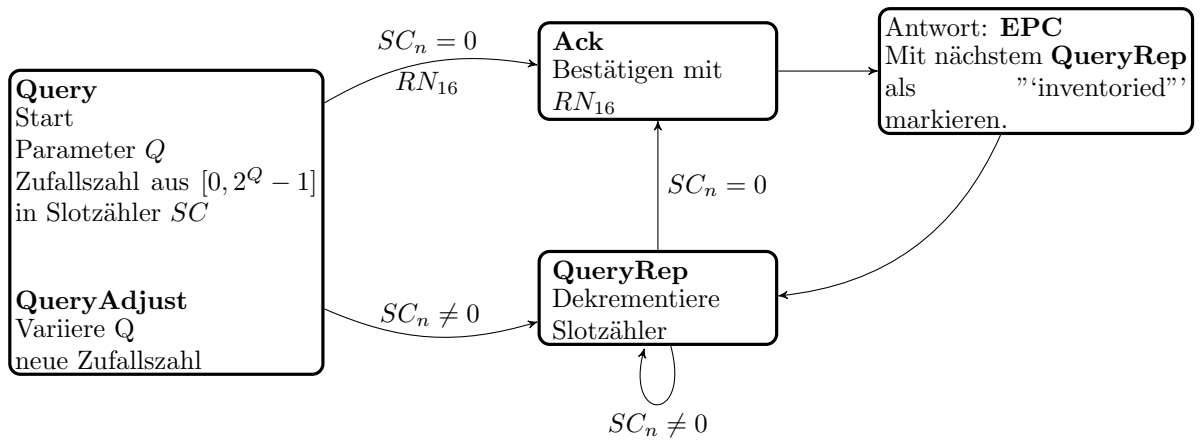 Query
Start
Parameter Q
Zufallszahl aus [0, 2^Q − 1]
in Slotzähler SC
QueryAdjust
Variiere Q
neue Zufallszahl
SC_n = 0
RN_16
SC_n ≠ 0
Ack
Bestätigen mit
RN_16
SC_n = 0
QueryRep
Dekrementiere
Slotzähler
SC_n ≠ 0
Antwort: EPC
Mit nächstem QueryRep
als "‘inventoried"’
markieren.